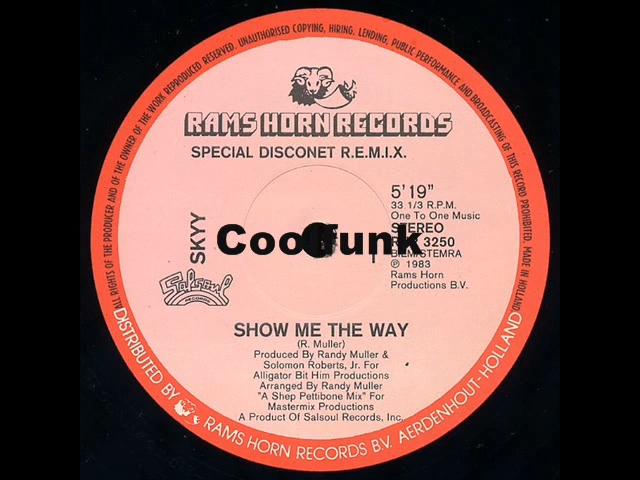 ALL RIGHTS OF THE PRODUCER AND OF THE OWNER OF THE WORK REPRODUCED RESERVED. UNAUTHORISED COPYING, HIRING, LENDING, PUBLIC PERFORMANCE AND BROADCASTING OF THIS RECORD PROHIBITED. MADE IN HOLLAND
RAMS HORN RECORDS
SPECIAL DISCONET R.E.M.I.X.
5'19"
33 1/3 R.P.M.
One To One Music
STEREO
3250
BIEM/STEMRA
℗ 1983
Rams Horn
Productions B.V.
SKYY
Salsoul
RECORDS
Cool funk
SHOW ME THE WAY
(R. Muller)
Produced By Randy Muller &
Solomon Roberts, Jr. For
Alligator Bit Him Productions
Arranged By Randy Muller
"A Shep Pettibone Mix" For
Mastermix Productions
A Product Of Salsoul Records, Inc.
DISTRIBUTED BY RAMS HORN RECORDS B.V. AERDENHOUT-HOLLAND